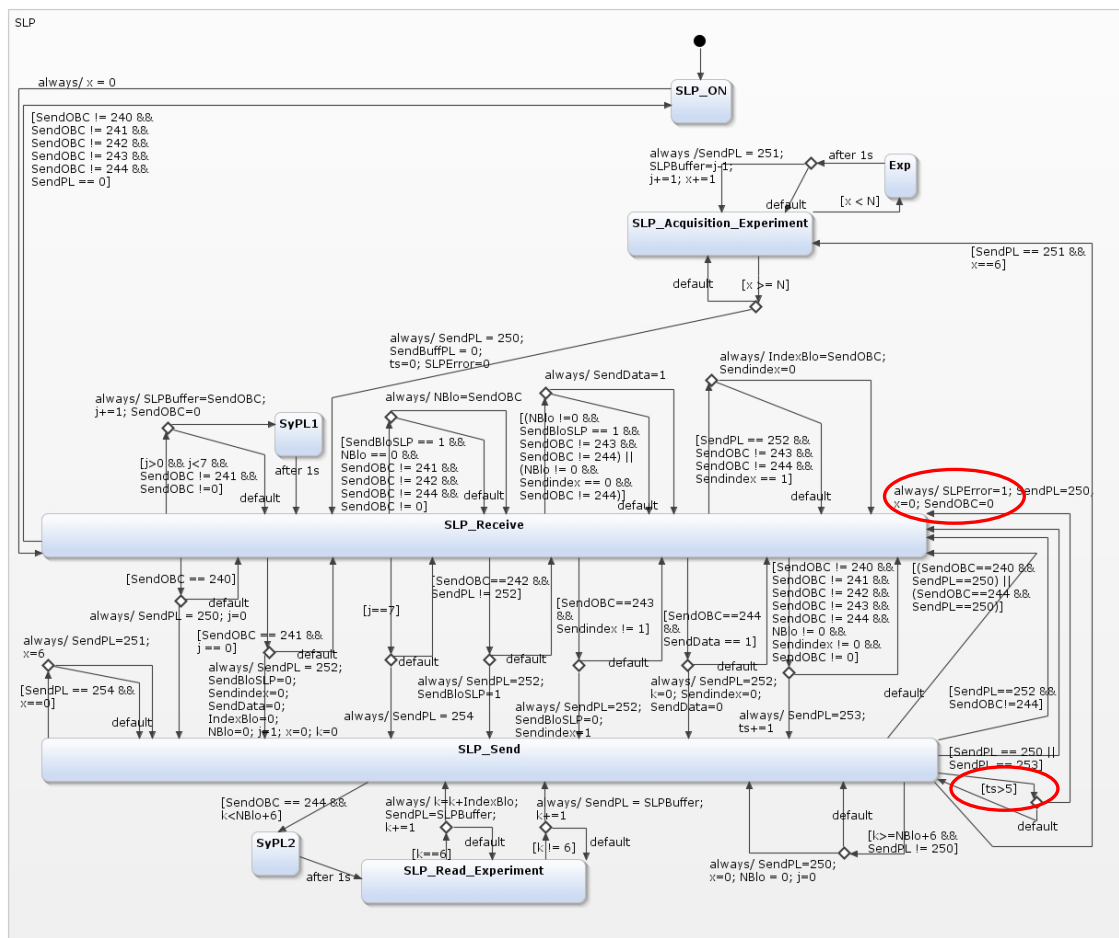 SLP
always/ x = 0
SLP_ON
[SendOBC != 240 &&
SendOBC != 241 &&
SendOBC != 242 &&
SendOBC != 243 &&
SendOBC != 244 &&
SendPL == 0]
always /SendPL = 251;
SLPBuffer=j-1;
j+=1; x+=1
after 1s
Exp
default
[x < N]
SLP_Acquisition_Experiment
[SendPL == 251 &&
x==6]
default
[x >= N]
always/ SendPL = 250;
SendBuffPL = 0;
ts=0; SLPError=0
always/ IndexBlo=SendOBC;
Sendindex=0
always/ SendData=1
always/ SLPBuffer=SendOBC;
j+=1; SendOBC=0
always/ NBlo=SendOBC
SyPL1
[SendBloSLP == 1 &&
NBlo == 0 &&
SendOBC != 241 &&
SendOBC != 242 &&
SendOBC != 244 &&
SendOBC != 0]
[(NBlo !=0 &&
SendBloSLP == 1 &&
SendOBC != 243 &&
SendOBC != 244) ||
(NBlo != 0 &&
Sendindex == 0 &&
SendOBC != 244)]
[SendPL == 252 &&
SendOBC != 243 &&
SendOBC != 244 &&
Sendindex == 1]
[j>0 && j<7 &&
SendOBC != 241 &&
SendOBC !=0]
after 1s
default
default
default
default
always/ SLPError=1; SendPL=250,
x=0; SendOBC=0
SLP_Receive
[SendOBC == 240]
default
always/ SendPL = 250; j=0
[SendOBC == 241 &&
j == 0]
default
[j==7]
default
[SendOBC==242 &&
SendPL != 252]
default
[SendOBC==243
&&
Sendindex != 1]
default
[SendOBC==244
&&
SendData == 1]
default
[SendOBC != 240 &&
SendOBC != 241 &&
SendOBC != 242 &&
SendOBC != 243 &&
SendOBC != 244 &&
NBlo != 0 &&
Sendindex != 0 &&
SendOBC != 0]
default
[(SendOBC==240 &&
SendPL==250) ||
(SendOBC==244 &&
SendPL==250)]
always/ SendPL=251;
x=6
[SendPL == 254 &&
x==0]
default
always/ SendPL = 252;
SendBloSLP=0;
Sendindex=0;
SendData=0;
IndexBlo=0;
NBlo=0; j=1; x=0; k=0
always/ SendPL = 254
always/ SendPL=252;
SendBloSLP=1
always/ SendPL=252;
SendBloSLP=0;
Sendindex=1
always/ SendPL=252;
k=0; Sendindex=0;
SendData=0
always/ SendPL=253;
ts+=1
default
[SendPL==252 &&
SendOBC!=244]
SLP_Send
[SendPL == 250 ||
SendPL == 253]
[ts>5]
default
[SendOBC == 244 &&
k<NBlo+6]
always/ k=k+IndexBlo;
SendPL=SLPBuffer;
k+=1
always/ SendPL = SLPBuffer;
k+=1
default
default
default
[k>=NBlo+6 &&
SendPL != 250]
SyPL2
[k==6]
[k != 6]
after 1s
SLP_Read_Experiment
always/ SendPL=250;
x=0; NBlo = 0; j=0